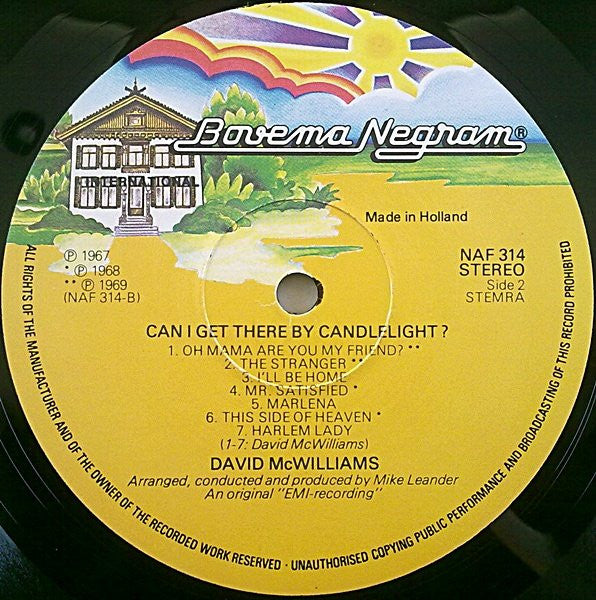 Bovema Negram®
INTERNATIONAL
Made in Holland
℗ 1967
* ℗ 1968
** ℗ 1969
(NAF 314-B)
NAF 314
STEREO
Side 2
STEMRA
CAN I GET THERE BY CANDLELIGHT?
1. OH MAMA ARE YOU MY FRIEND? **
2. THE STRANGER **
3. I'LL BE HOME
4. MR. SATISFIED *
5. MARLENA
6. THIS SIDE OF HEAVEN *
7. HARLEM LADY
(1-7: David McWilliams)
DAVID McWILLIAMS
Arranged, conducted and produced by Mike Leander
An original "EMI-recording"
ALL RIGHTS OF THE MANUFACTURER AND OF THE OWNER OF THE RECORDED WORK RESERVED · UNAUTHORISED COPYING PUBLIC PERFORMANCE AND BROADCASTING OF THIS RECORD PROHIBITED